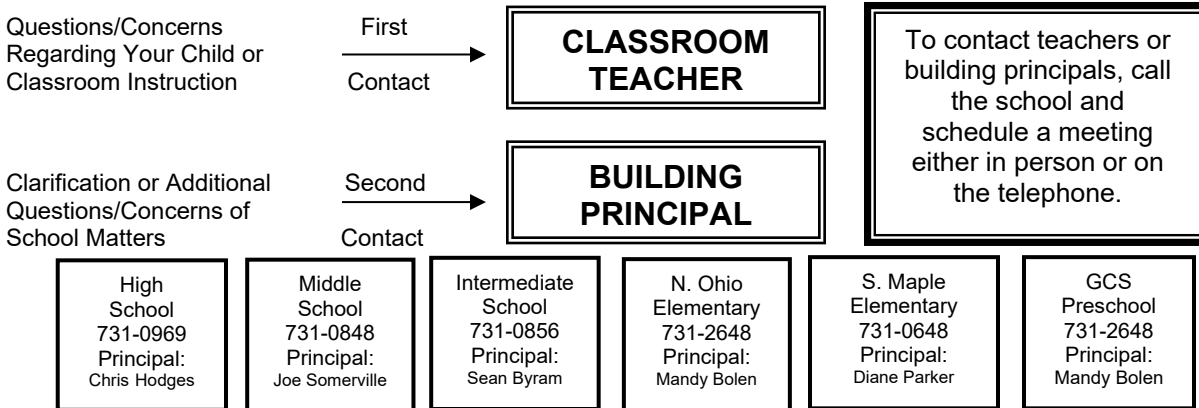 Questions/Concerns
Regarding Your Child or
Classroom Instruction
First
Contact
CLASSROOM
TEACHER
To contact teachers or
building principals, call
the school and
schedule a meeting
either in person or on
the telephone.
Clarification or Additional
Questions/Concerns of
School Matters
Second
Contact
BUILDING
PRINCIPAL
High
School
731-0969
Principal:
Chris Hodges
Middle
School
731-0848
Principal:
Joe Somerville
Intermediate
School
731-0856
Principal:
Sean Byram
N. Ohio
Elementary
731-2648
Principal:
Mandy Bolen
S. Maple
Elementary
731-0648
Principal:
Diane Parker
GCS
Preschool
731-2648
Principal:
Mandy Bolen